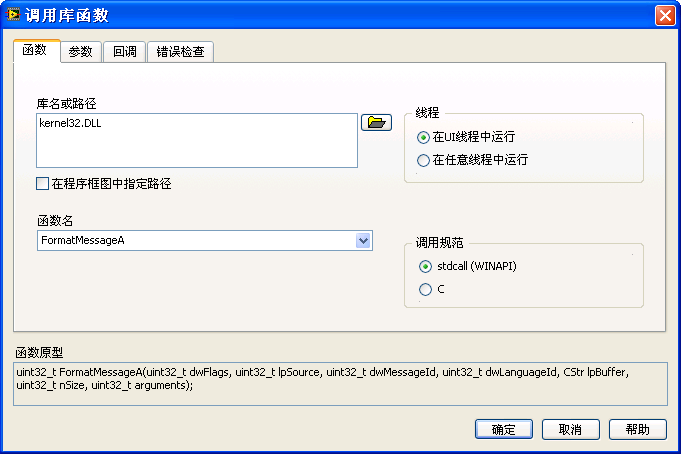 调用库函数
函数 参数 回调 错误检查
库名或路径
kernel32.DLL
在程序框图中指定路径
函数名
FormatMessageA
线程
在UI线程中运行
在任意线程中运行
调用规范
stdcall (WINAPI)
C
函数原型
uint32_t FormatMessageA(uint32_t dwFlags, uint32_t lpSource, uint32_t dwMessageId, uint32_t dwLanguageId, CStr lpBuffer,
uint32_t nSize, uint32_t arguments);
确定 取消 帮助